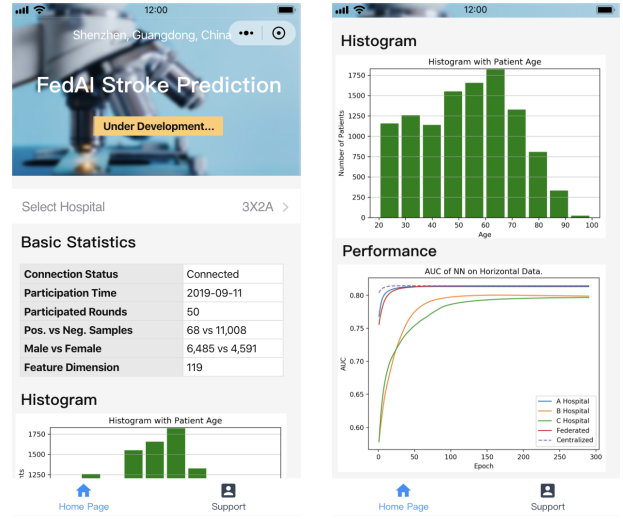 12:00
Shenzhen, Guangdong, China
FedAI Stroke Prediction
Under Development...
Select Hospital 3X2A >
Basic Statistics
Connection Status Connected
Participation Time 2019-09-11
Participated Rounds 50
Pos. vs Neg. Samples 68 vs 11,008
Male vs Female 6,485 vs 4,591
Feature Dimension 119
Histogram
Histogram with Patient Age
1750
1500
1250
Home Page Support
12:00
Histogram
Histogram with Patient Age
Number of Patients
1750
1500
1250
1000
750
500
250
0
20 30 40 50 60 70 80 90 100
Age
Performance
AUC of NN on Horizontal Data.
AUC
0.80
0.75
0.70
0.65
0.60
A Hospital
B Hospital
C Hospital
Federated
Centralized
0 50 100 150 200 250 300
Epoch
Home Page Support